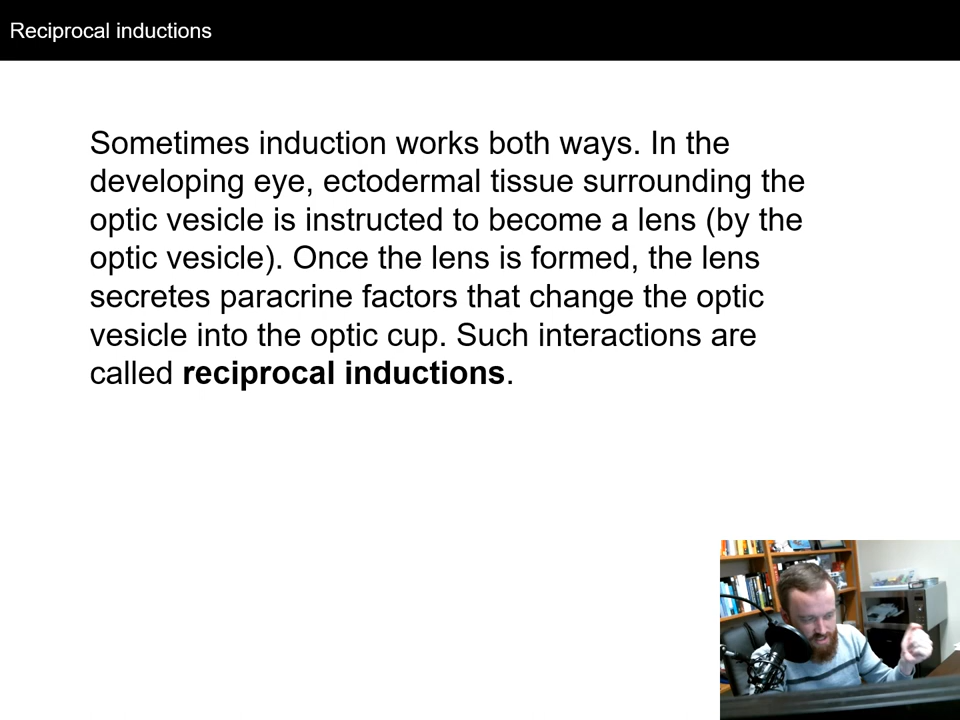 Reciprocal inductions
Sometimes induction works both ways. In the
developing eye, ectodermal tissue surrounding the
optic vesicle is instructed to become a lens (by the
optic vesicle). Once the lens is formed, the lens
secretes paracrine factors that change the optic
vesicle into the optic cup. Such interactions are
called reciprocal inductions.